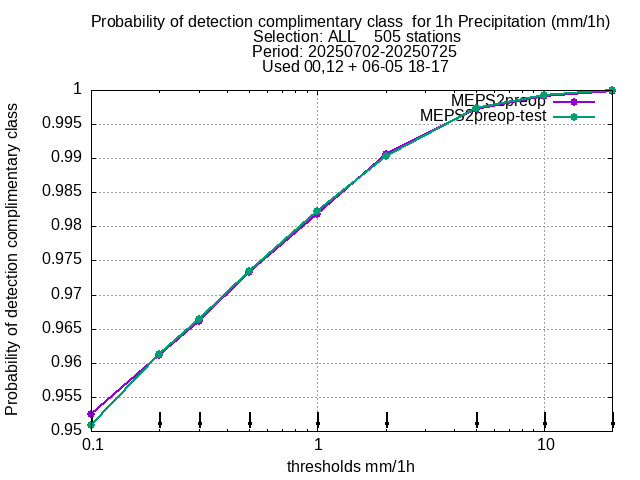 Probability of detection complimentary class  for 1h Precipitation (mm/1h)
Selection: ALL    505 stations
Period: 20250702-20250725
Used 00,12 + 06-05 18-17
MEPS2preop
MEPS2preop-test
Probability of detection complimentary class
1
0.995
0.99
0.985
0.98
0.975
0.97
0.965
0.96
0.955
0.95
0.1 1 10
thresholds mm/1h